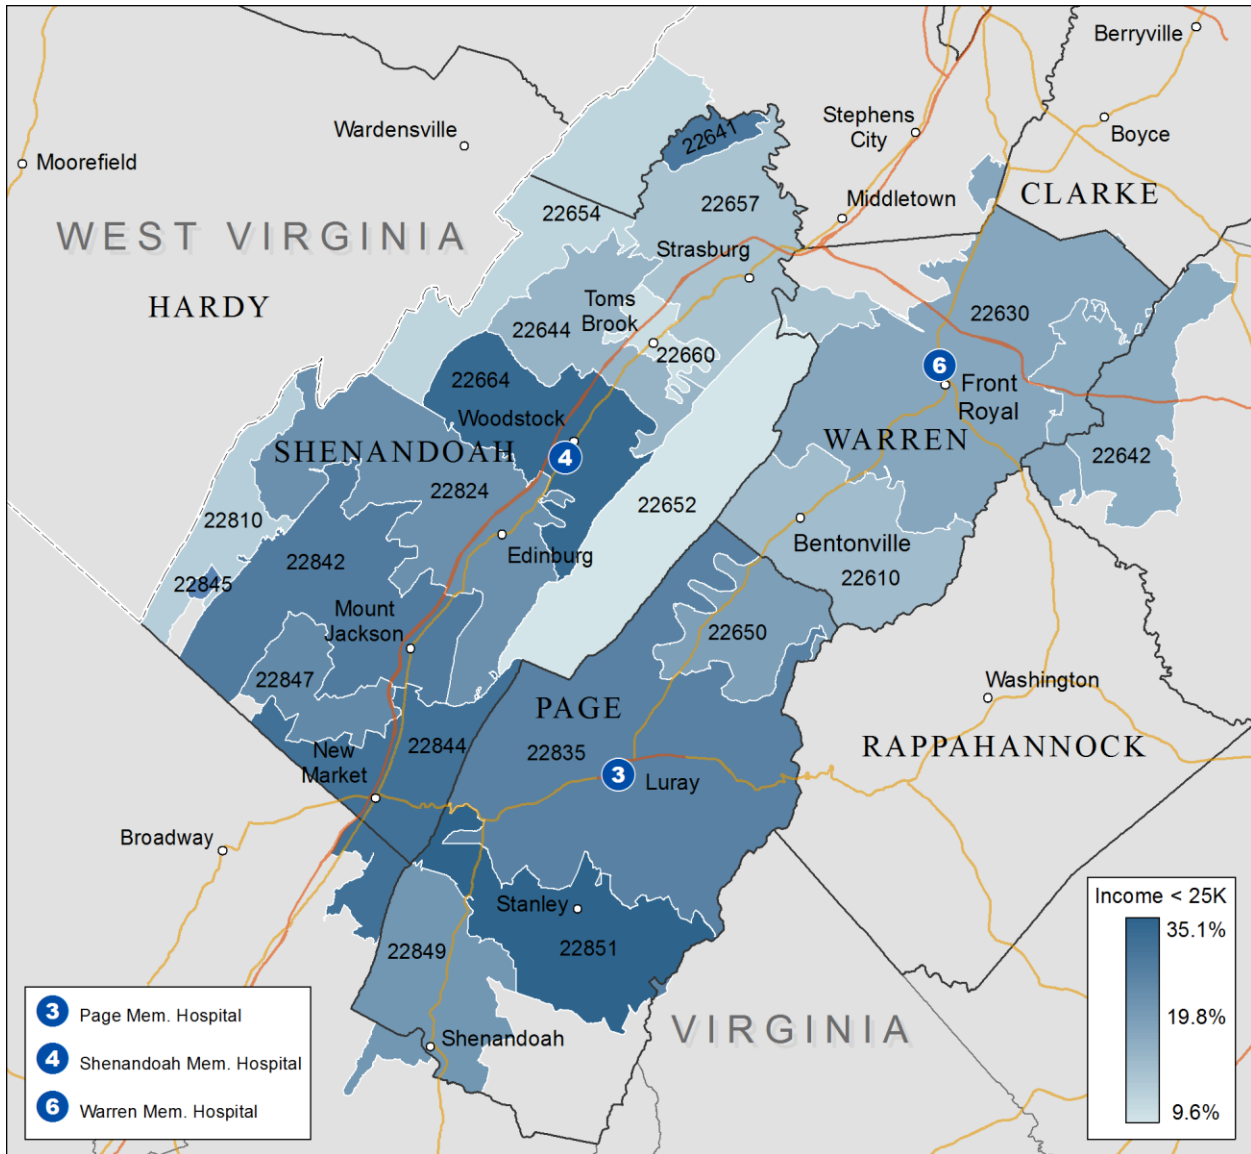 Berryville
Stephens
City
Boyce
Wardensville
22641
Moorefield
CLARKE
22654
22657
Middletown
WEST VIRGINIA
Strasburg
HARDY
Toms
Brook
22630
22644
22660
6
22664
Front
Royal
Woodstock
WARREN
SHENANDOAH
4
22642
22824
22652
22810
Bentonville
Edinburg
22842
22610
22845
Mount
Jackson
22650
22847
Washington
PAGE
22844
22835
RAPPAHANNOCK
New
Market
3
Luray
Broadway
Stanley
22851
22849
VIRGINIA
Shenandoah
Income < 25K
35.1%
19.8%
9.6%
3 Page Mem. Hospital
4 Shenandoah Mem. Hospital
6 Warren Mem. Hospital